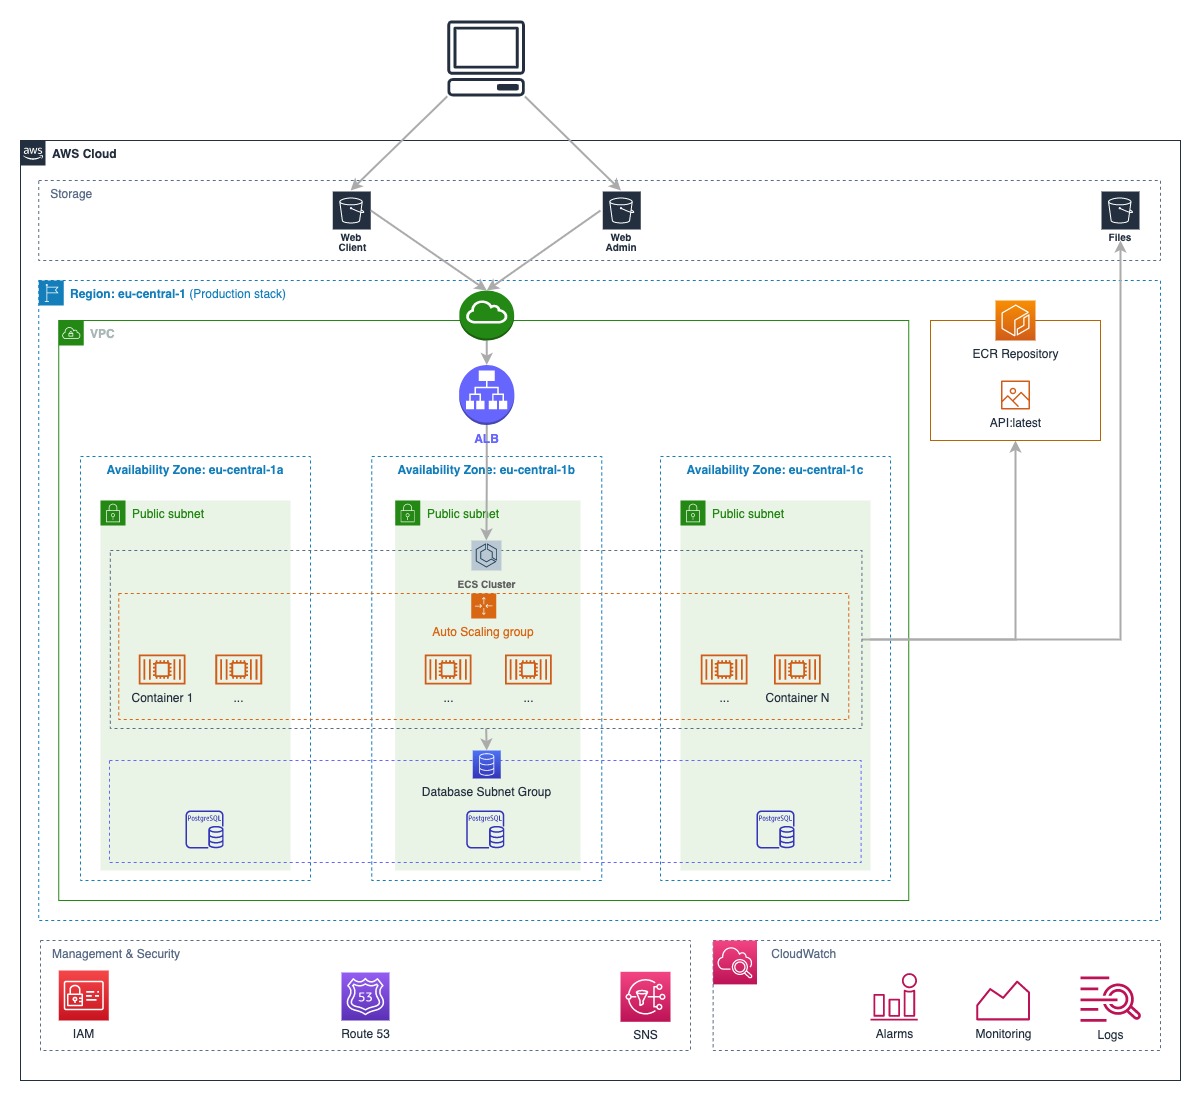 aws
AWS Cloud
Storage
Web
Client
Web
Admin
Files
Region: eu-central-1 (Production stack)
VPC
ECR Repository
API:latest
ALB
Availability Zone: eu-central-1a
Availability Zone: eu-central-1b
Availability Zone: eu-central-1c
Public subnet
Public subnet
Public subnet
ECS Cluster
Auto Scaling group
Container 1
...
...
...
...
Container N
Database Subnet Group
PostgreSQL
PostgreSQL
PostgreSQL
Management & Security
CloudWatch
53
IAM
Route 53
SNS
Alarms
Monitoring
Logs